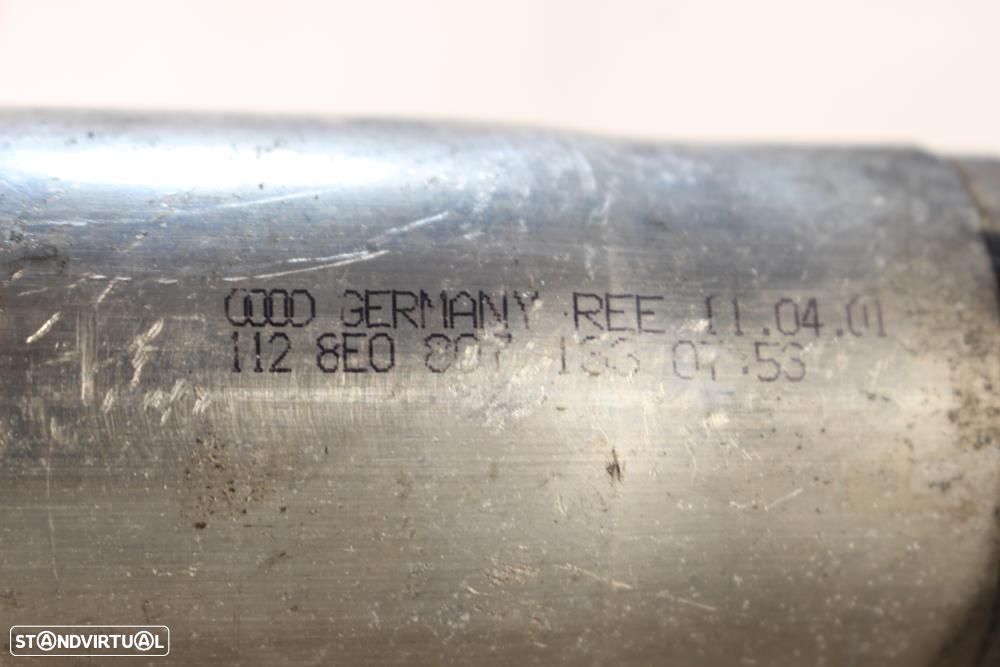 GERMANY REE 11.04.01
112 8E0 807 133 07:53
STANDVIRTUAL